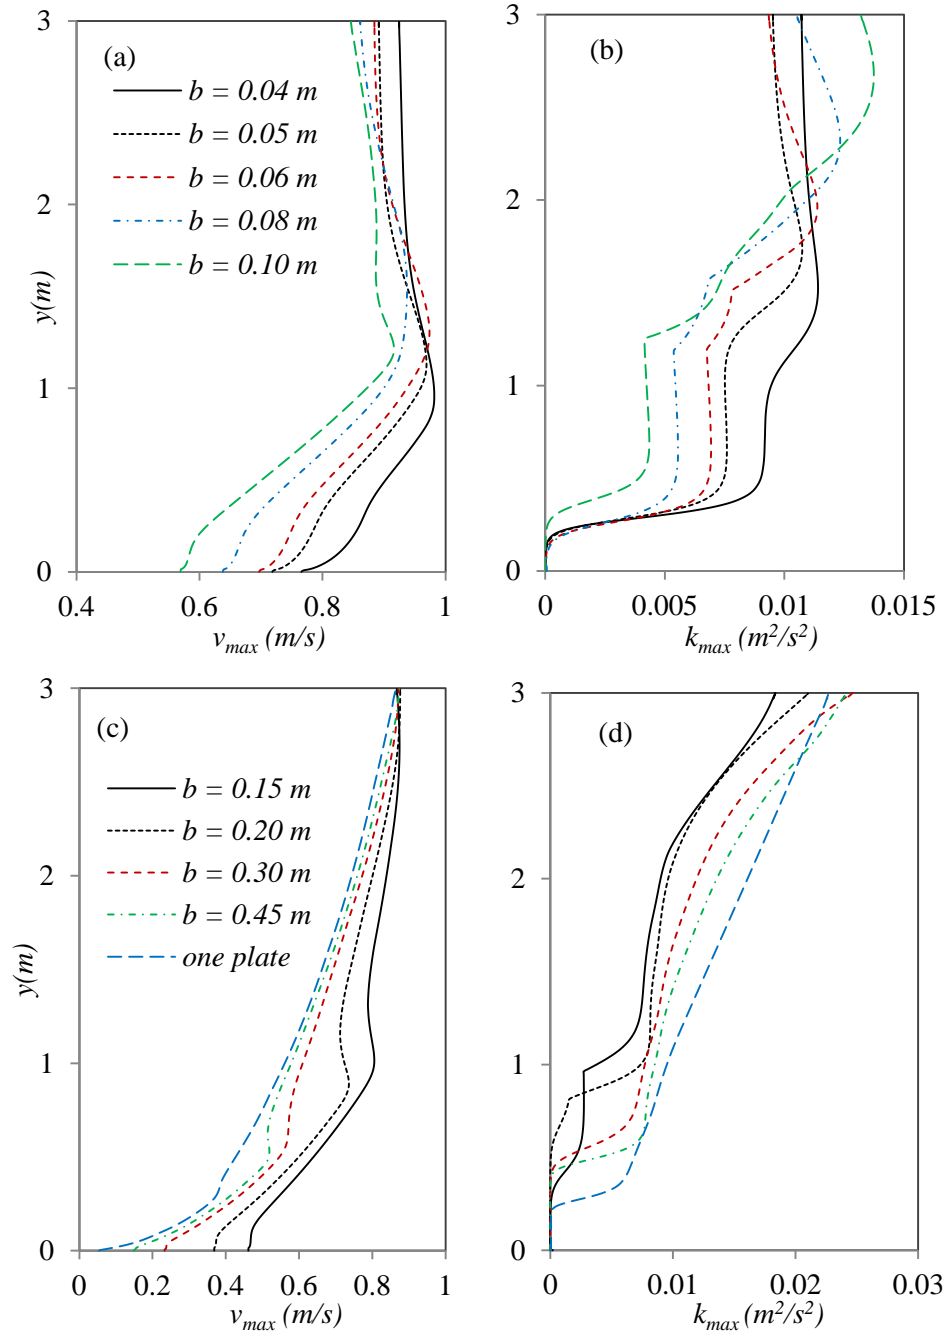 3
(a)
b = 0.04 m
b = 0.05 m
b = 0.06 m
b = 0.08 m
b = 0.10 m
2
y(m)
1
0
0.4 0.6 0.8 1
vmax (m/s)
3
(b)
2
1
0
0 0.005 0.01 0.015
kmax (m²/s²)
3
(c)
b = 0.15 m
b = 0.20 m
b = 0.30 m
b = 0.45 m
one plate
2
y(m)
1
0
0 0.2 0.4 0.6 0.8 1
vmax (m/s)
3
(d)
2
1
0
0 0.01 0.02 0.03
kmax (m²/s²)